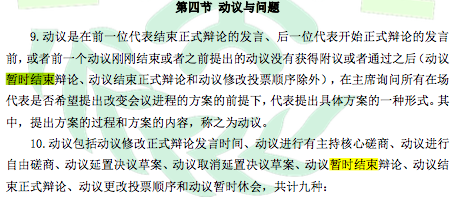 第四节 动议与问题
9.动议是在前一位代表结束正式辩论的发言、后一位代表开始正式辩论的发言
前，或者前一个动议刚刚结束或者之前提出的动议没有获得附议或者通过之后（动议
暂时结束辩论、动议结束正式辩论和动议修改投票顺序除外），在主席询问所有在场
代表是否希望提出改变会议进程的方案的前提下，代表提出具体方案的一种形式。其
中，提出方案的过程和方案的内容，称之为动议。
10.动议包括动议修改正式辩论发言时间、动议进行有主持核心磋商、动议进行
自由磋商、动议延置决议草案、动议取消延置决议草案、动议暂时结束辩论、动议结
束正式辩论、动议更改投票顺序和动议暂时休会，共计九种：